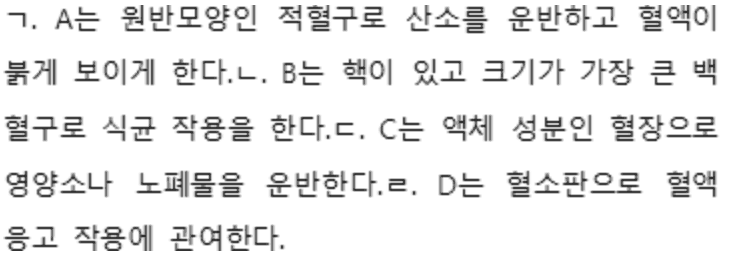 ㄱ. A는 원반모양인 적혈구로 산소를 운반하고 혈액이
붉게 보이게 한다.ㄴ. B는 핵이 있고 크기가 가장 큰 백
혈구로 식균 작용을 한다.ㄷ. C는 액체 성분인 혈장으로
영양소나 노폐물을 운반한다.ㄹ. D는 혈소판으로 혈액
응고 작용에 관여한다.